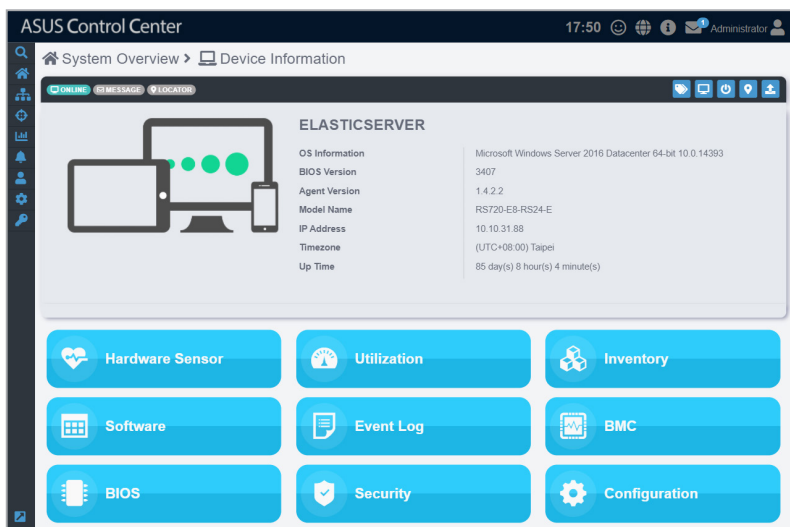 ASUS Control Center
17:50
1
Administrator
System Overview > Device Information
ONLINE MESSAGE LOCATOR
ELASTICSERVER
OS Information Microsoft Windows Server 2016 Datacenter 64-bit 10.0.14393
BIOS Version 3407
Agent Version 1.4.2.2
Model Name RS720-E8-RS24-E
IP Address 10.10.31.88
Timezone (UTC+08:00) Taipei
Up Time 85 day(s) 8 hour(s) 4 minute(s)
Hardware Sensor
Utilization
Inventory
Software
Event Log
BMC
BIOS
Security
Configuration